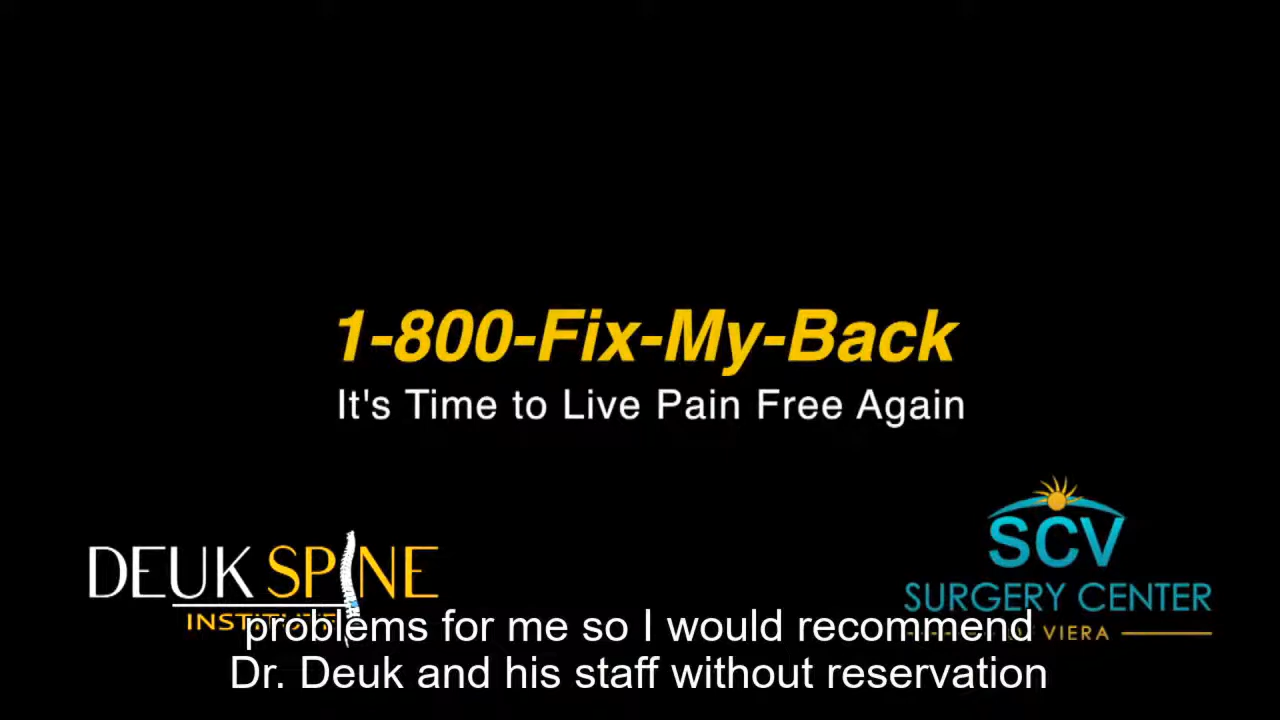 1-800-Fix-My-Back
It's Time to Live Pain Free Again
DEUK SPINE
INSTITUTE
SCV
SURGERY CENTER
VIERA
problems for me so I would recommend
Dr. Deuk and his staff without reservation